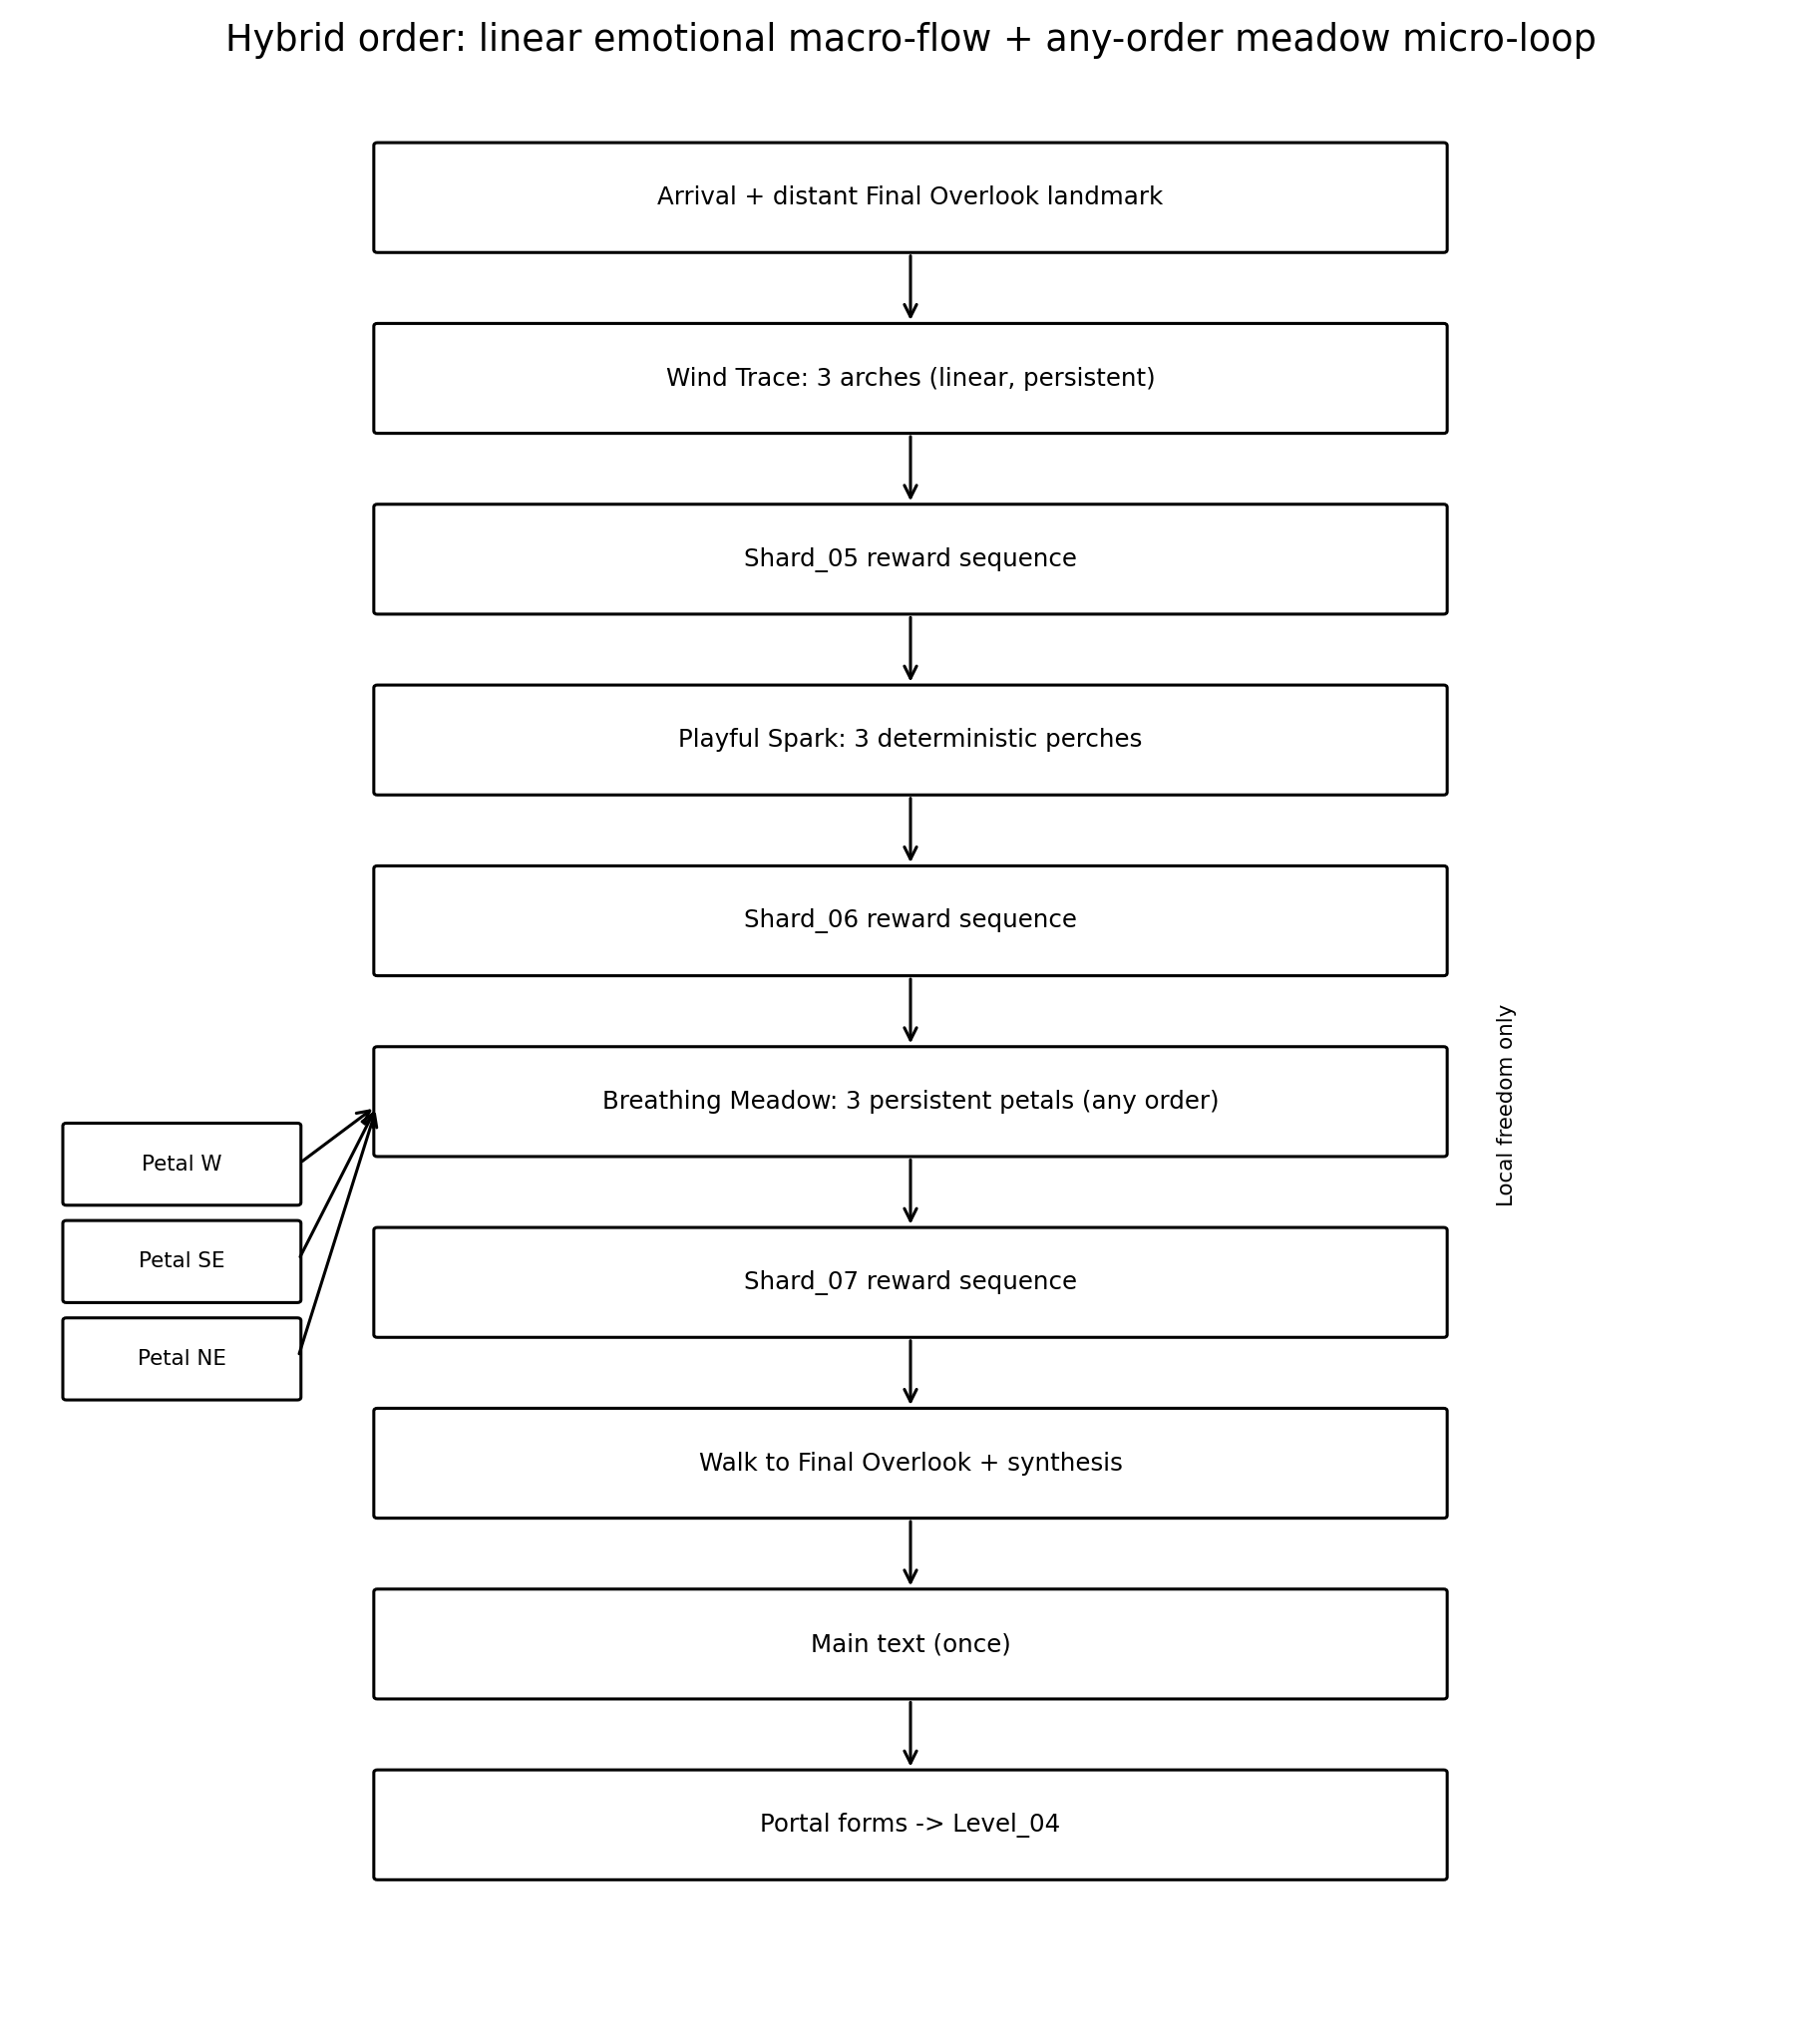 Hybrid order: linear emotional macro-flow + any-order meadow micro-loop
Arrival + distant Final Overlook landmark
Wind Trace: 3 arches (linear, persistent)
Shard_05 reward sequence
Playful Spark: 3 deterministic perches
Shard_06 reward sequence
Breathing Meadow: 3 persistent petals (any order)
Local freedom only
Petal W
Petal SE
Petal NE
Shard_07 reward sequence
Walk to Final Overlook + synthesis
Main text (once)
Portal forms -> Level_04